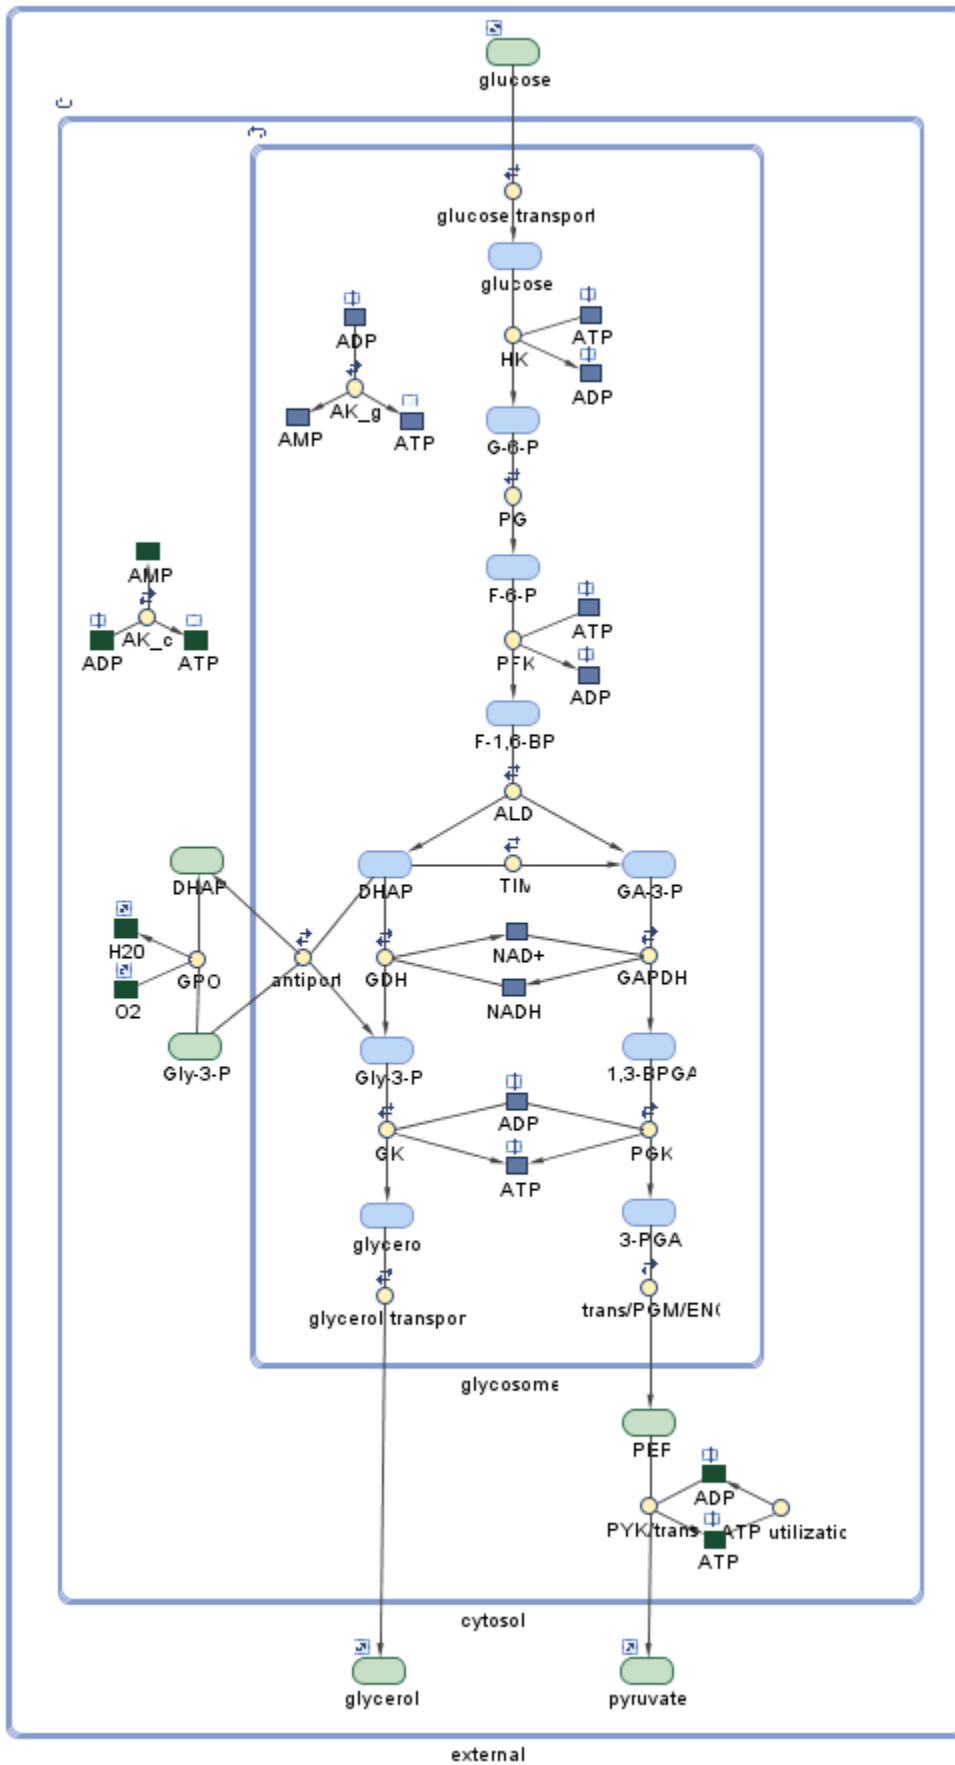 glucose
glucose transport
glucose
ATP
HK
ADP
ADP
AK_g
AMP
ATP
G-6-P
PG
AMP
AK_c
ADP
ATP
F-6-P
ATP
PFK
ADP
F-1,6-BP
ALD
DHAP
DHAP
TIM
GA-3-P
H2O
GPO
O2
antiport
GDH
NAD+
GAPDH
NADH
Gly-3-P
Gly-3-P
1,3-BPGA
ADP
GK
PGK
ATP
glycero
3-PGA
glycerol transpor
trans/PGM/EN(
glycosome
PEF
ADP
PYK/trans
ATP utilizatic
ATP
cytosol
glycerol
pyruvate
external